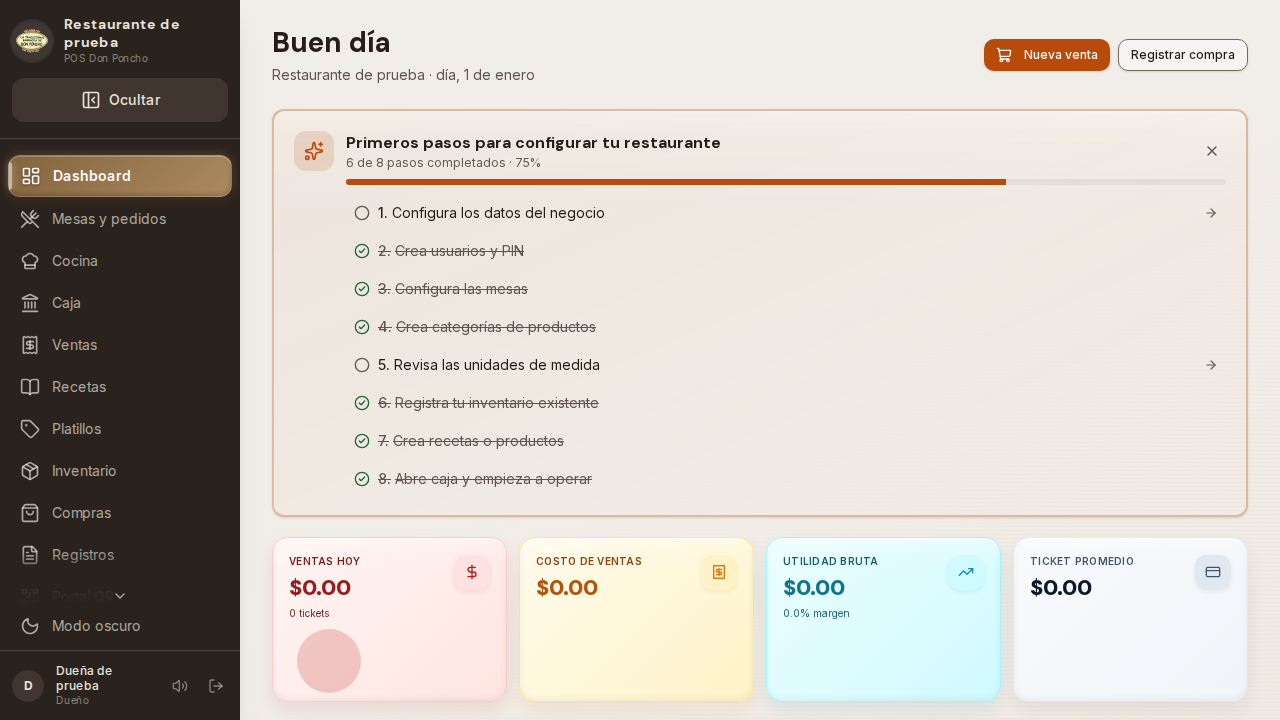 Restaurante de
prueba
POS Don Poncho
Ocultar
Dashboard
Mesas y pedidos
Cocina
Caja
Ventas
Recetas
Platillos
Inventario
Compras
Registros
Portal QR
Modo oscuro
D
Dueña de
prueba
Dueño
Buen día
Restaurante de prueba · día, 1 de enero
Nueva venta
Registrar compra
Primeros pasos para configurar tu restaurante
6 de 8 pasos completados · 75%
1. Configura los datos del negocio
2. Crea usuarios y PIN
3. Configura las mesas
4. Crea categorías de productos
5. Revisa las unidades de medida
6. Registra tu inventario existente
7. Crea recetas o productos
8. Abre caja y empieza a operar
VENTAS HOY
$0.00
0 tickets
COSTO DE VENTAS
$0.00
UTILIDAD BRUTA
$0.00
0.0% margen
TICKET PROMEDIO
$0.00